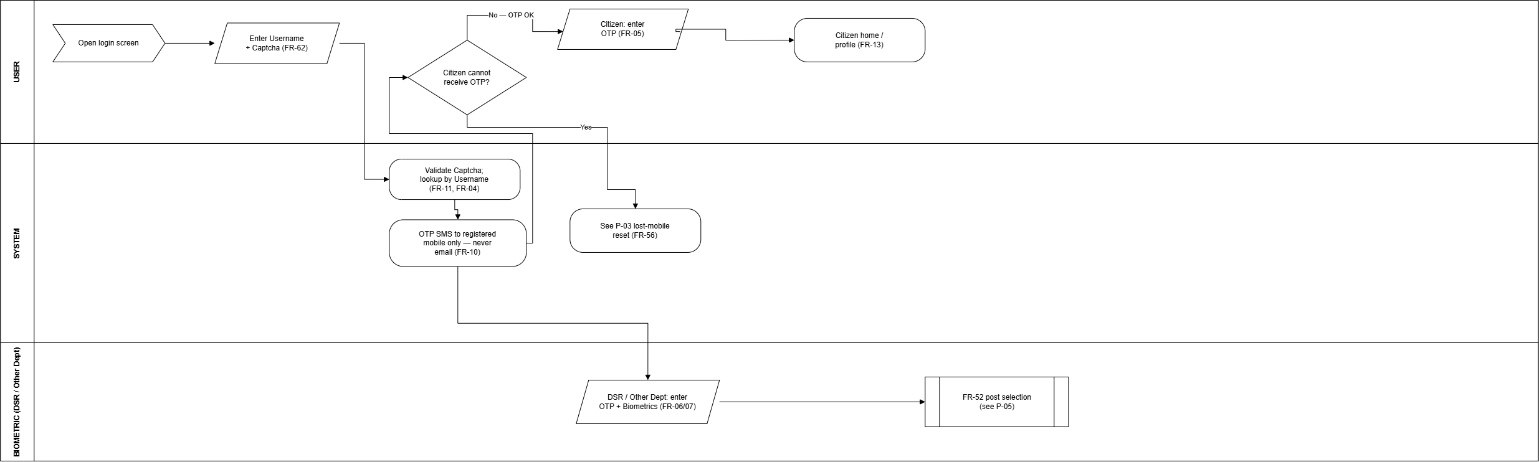 USER
Open login screen
Enter Username
+ Captcha (FR-62)
Citizen cannot
receive OTP?
No — OTP OK
Citizen: enter
OTP (FR-05)
Citizen home /
profile (FR-13)
Yes
SYSTEM
Validate Captcha;
lookup by Username
(FR-11, FR-04)
OTP SMS to registered
mobile only — never
email (FR-10)
See P-03 lost-mobile
reset (FR-56)
BIOMETRIC (DSR / Other Dept)
DSR / Other Dept: enter
OTP + Biometrics (FR-06/07)
FR-52 post selection
(see P-05)